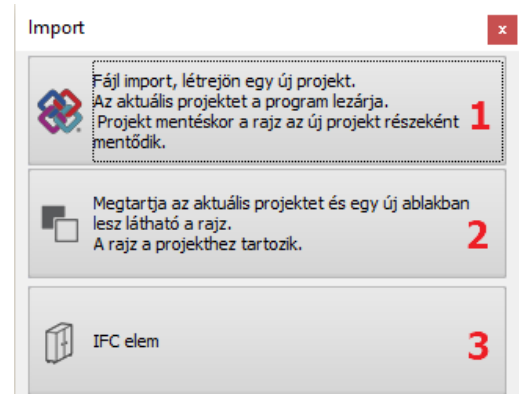 Import
x
Fájl import, létrejön egy új projekt.
Az aktuális projektet a program lezárja.
Projekt mentéskor a rajz az új projekt részeként
mentődik.
1
Megtartja az aktuális projektet és egy új ablakban
lesz látható a rajz.
A rajz a projekthez tartozik.
2
IFC elem
3